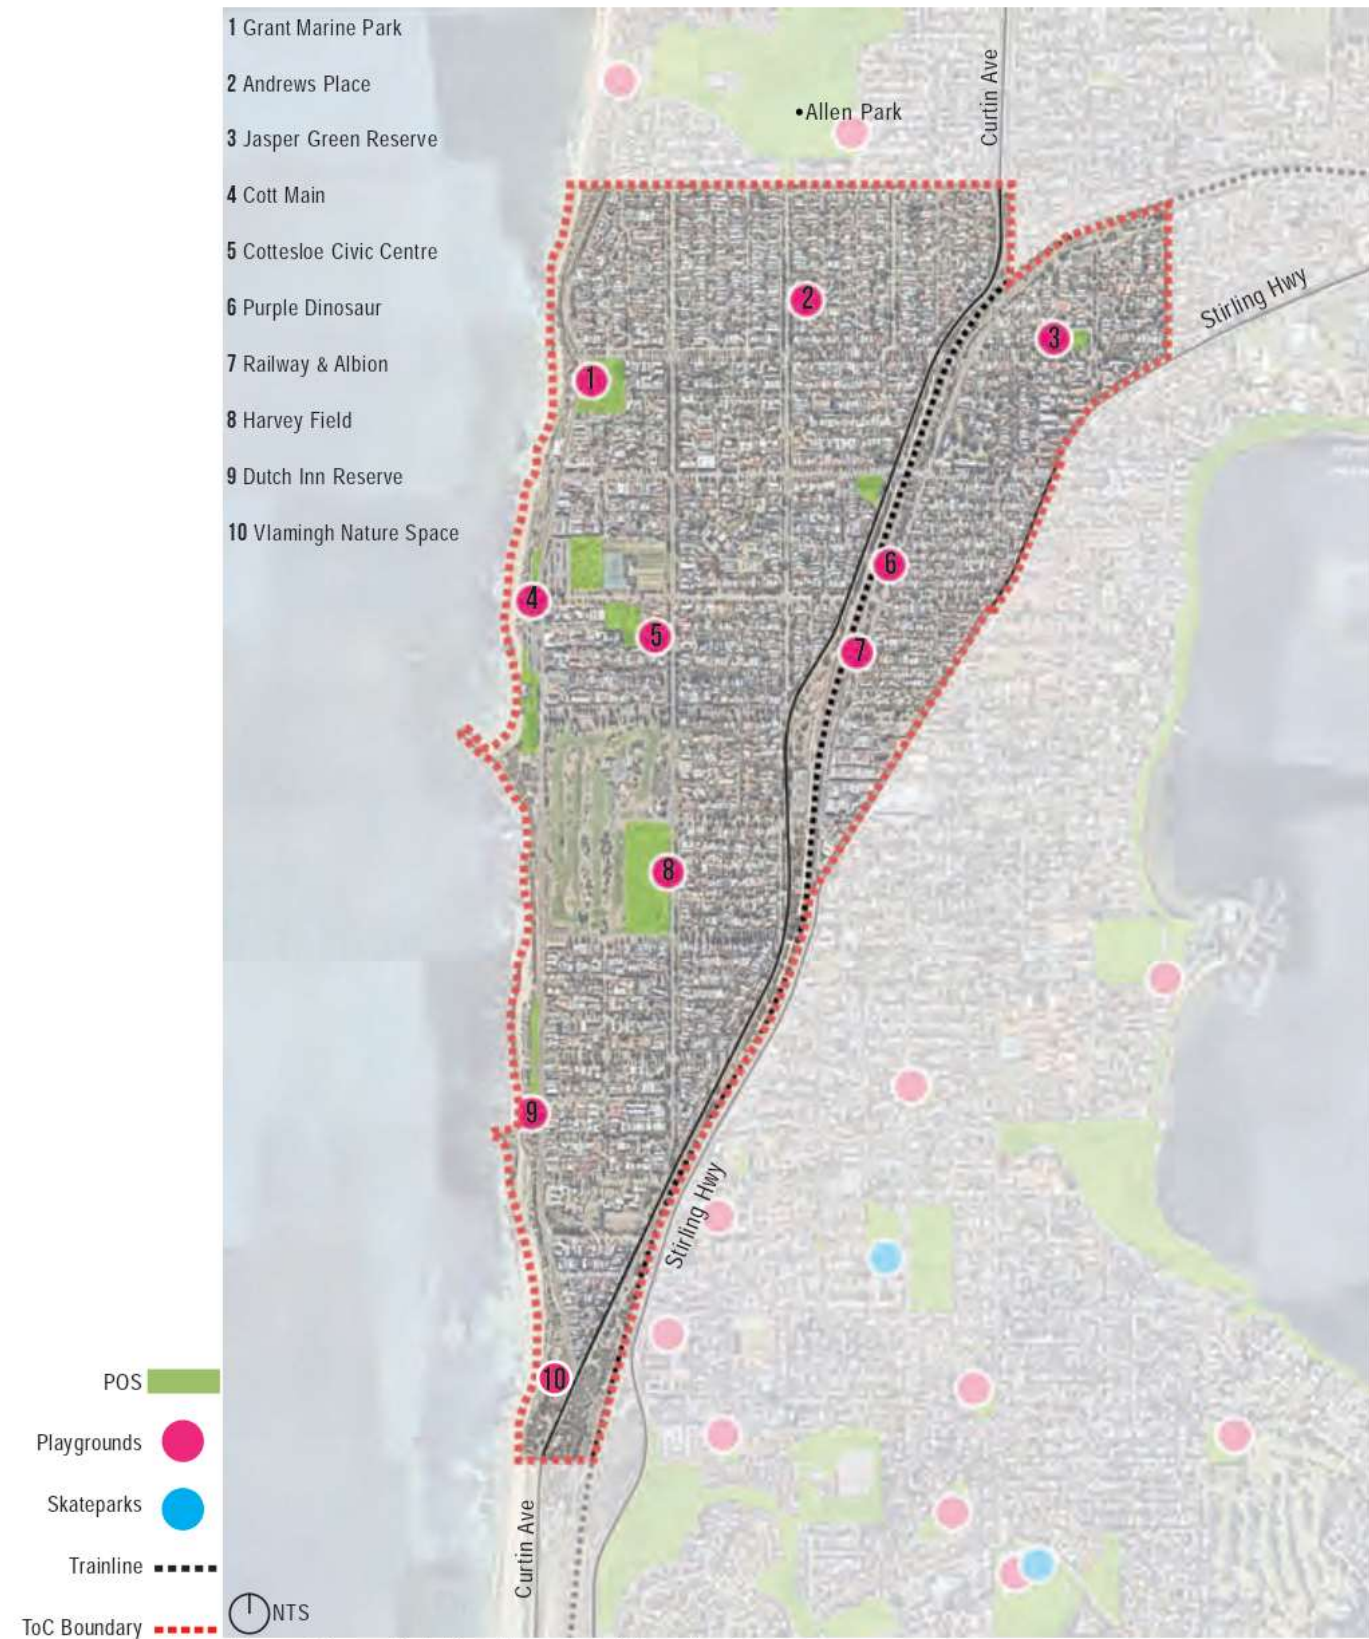 1 Grant Marine Park
2 Andrews Place
3 Jasper Green Reserve
4 Cott Main
5 Cottesloe Civic Centre
6 Purple Dinosaur
7 Railway & Albion
8 Harvey Field
9 Dutch Inn Reserve
10 Vlamingh Nature Space
Curtin Ave
•Allen Park
Stirling Hwy
2
3
1
6
4
5
7
8
9
Stirling Hwy
10
Curtin Ave
POS
Playgrounds
Skateparks
Trainline
ToC Boundary
NTS